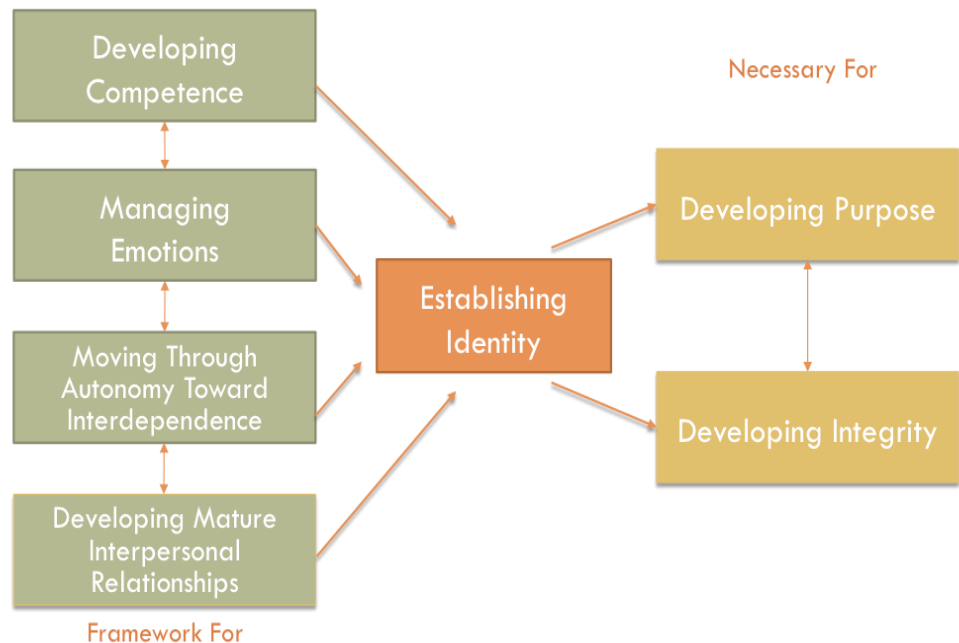 Developing
Competence
Managing
Emotions
Moving Through
Autonomy Toward
Interdependence
Developing Mature
Interpersonal
Relationships
Framework For
Establishing
Identity
Necessary For
Developing Purpose
Developing Integrity